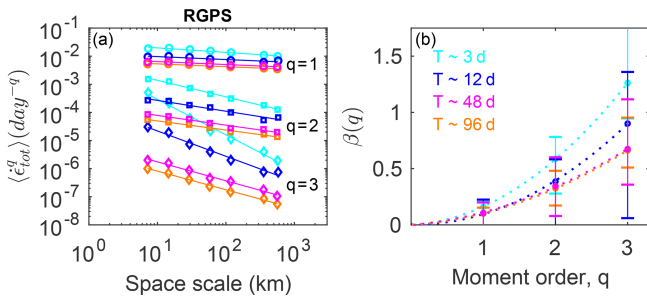 RGPS
(a)
10^-1
10^-2
10^-3
10^-4
10^-5
10^-6
10^-7
10^-8
⟨ε̇^q_tot⟩(day^−q)
q=1
q=2
q=3
10^0 10^1 10^2 10^3
Space scale (km)
(b)
T ~ 3 d
T ~ 12 d
T ~ 48 d
T ~ 96 d
1.5
1
0.5
0
β(q)
1 2 3
Moment order, q